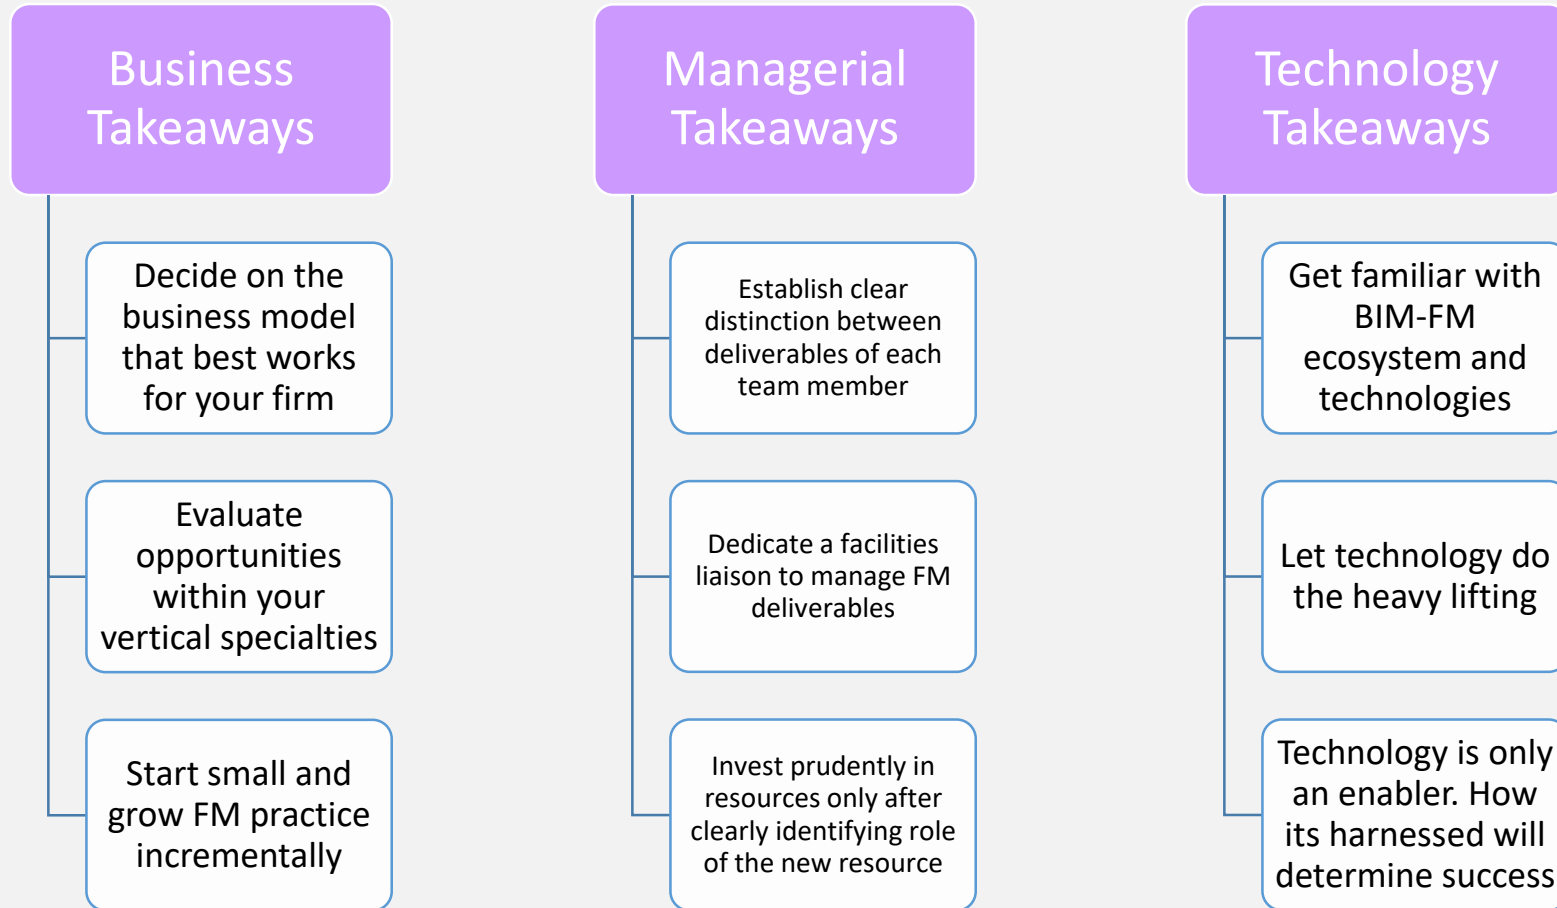 Business
Takeaways
Decide on the
business model
that best works
for your firm
Evaluate
opportunities
within your
vertical specialties
Start small and
grow FM practice
incrementally
Managerial
Takeaways
Establish clear
distinction between
deliverables of each
team member
Dedicate a facilities
liaison to manage FM
deliverables
Invest prudently in
resources only after
clearly identifying role
of the new resource
Technology
Takeaways
Get familiar with
BIM-FM
ecosystem and
technologies
Let technology do
the heavy lifting
Technology is only
an enabler. How
its harnessed will
determine success